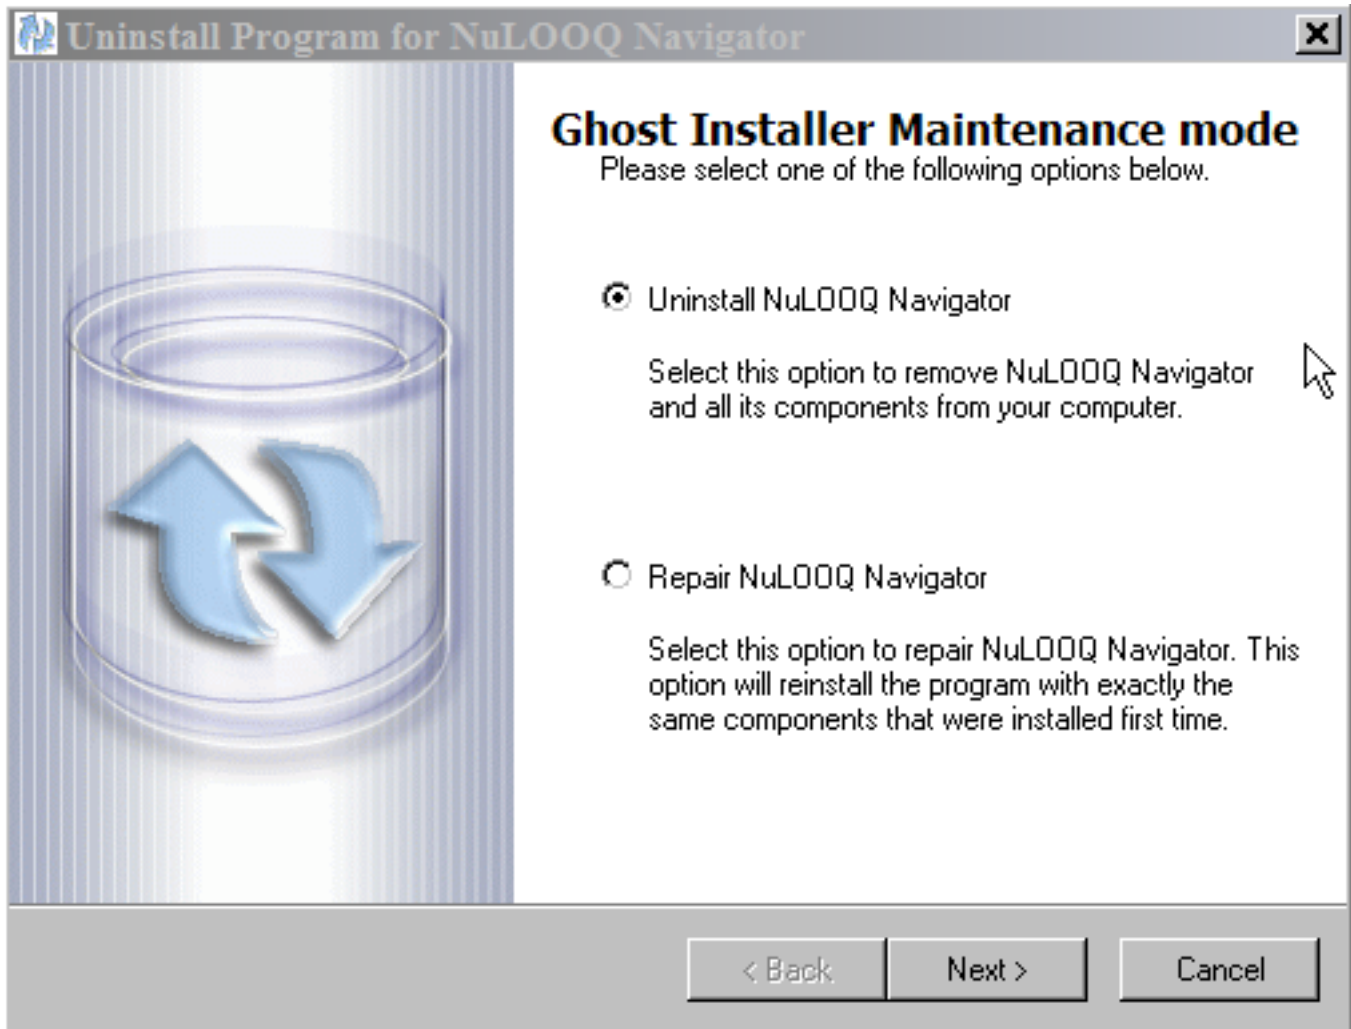 Uninstall Program for NuLOOQ Navigator
Ghost Installer Maintenance mode
Please select one of the following options below.
Uninstall NuLOOQ Navigator
Select this option to remove NuLOOQ Navigator
and all its components from your computer.
Repair NuLOOQ Navigator
Select this option to repair NuLOOQ Navigator. This
option will reinstall the program with exactly the
same components that were installed first time.
< Back
Next >
Cancel